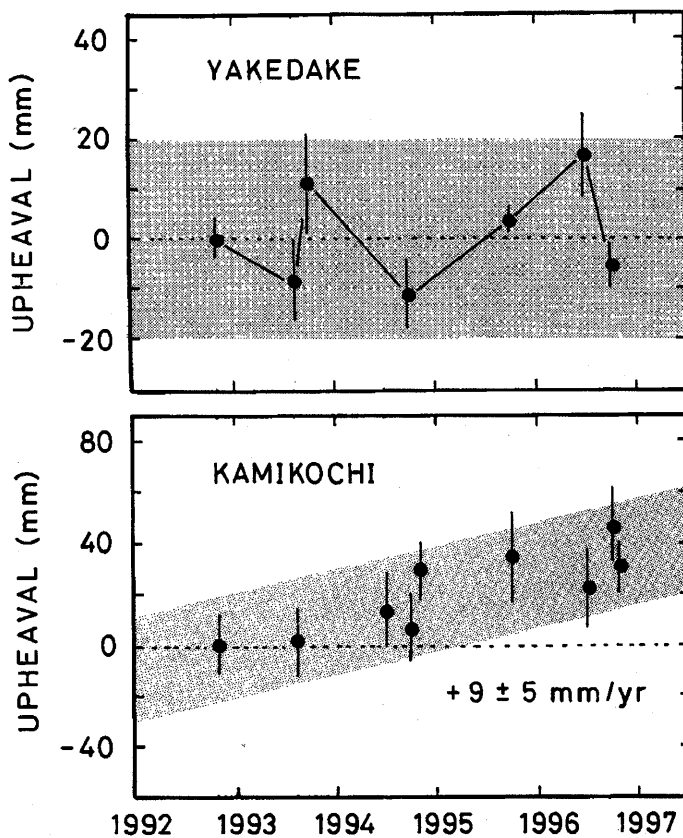 UPHEAVAL (mm)
40
20
0
-20
YAKEDAKE
UPHEAVAL (mm)
80
40
0
-40
KAMIKOCHI
+9 ± 5 mm/yr
1992 1993 1994 1995 1996 1997